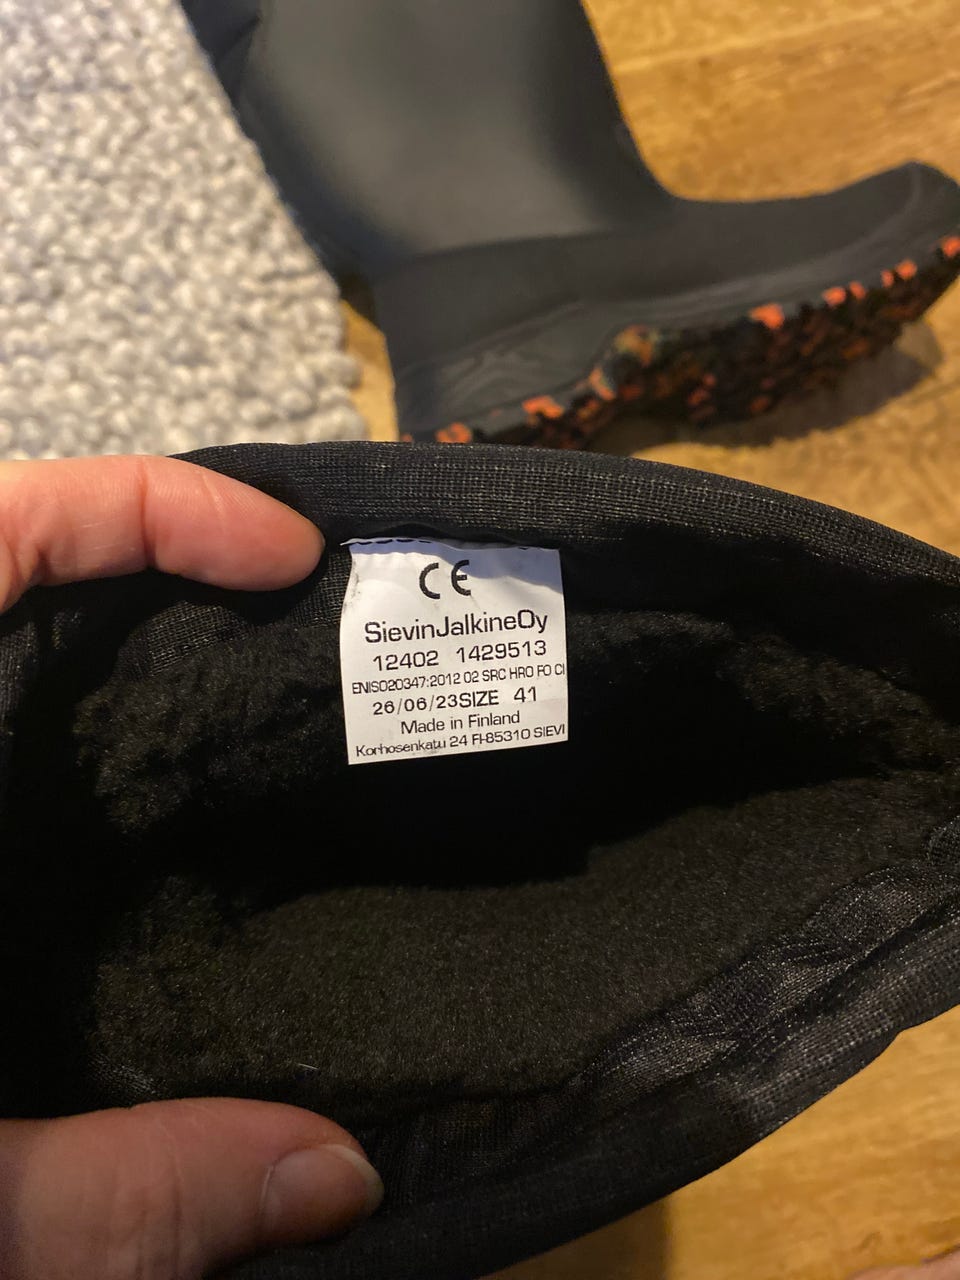 CE
SievinJalkineOy
12402 1429513
ENISO20347:2012 02 SRC HRO FO CI
26/06/23SIZE 41
Made in Finland
Korhosenkatu 24 FI-85310 SIEVI